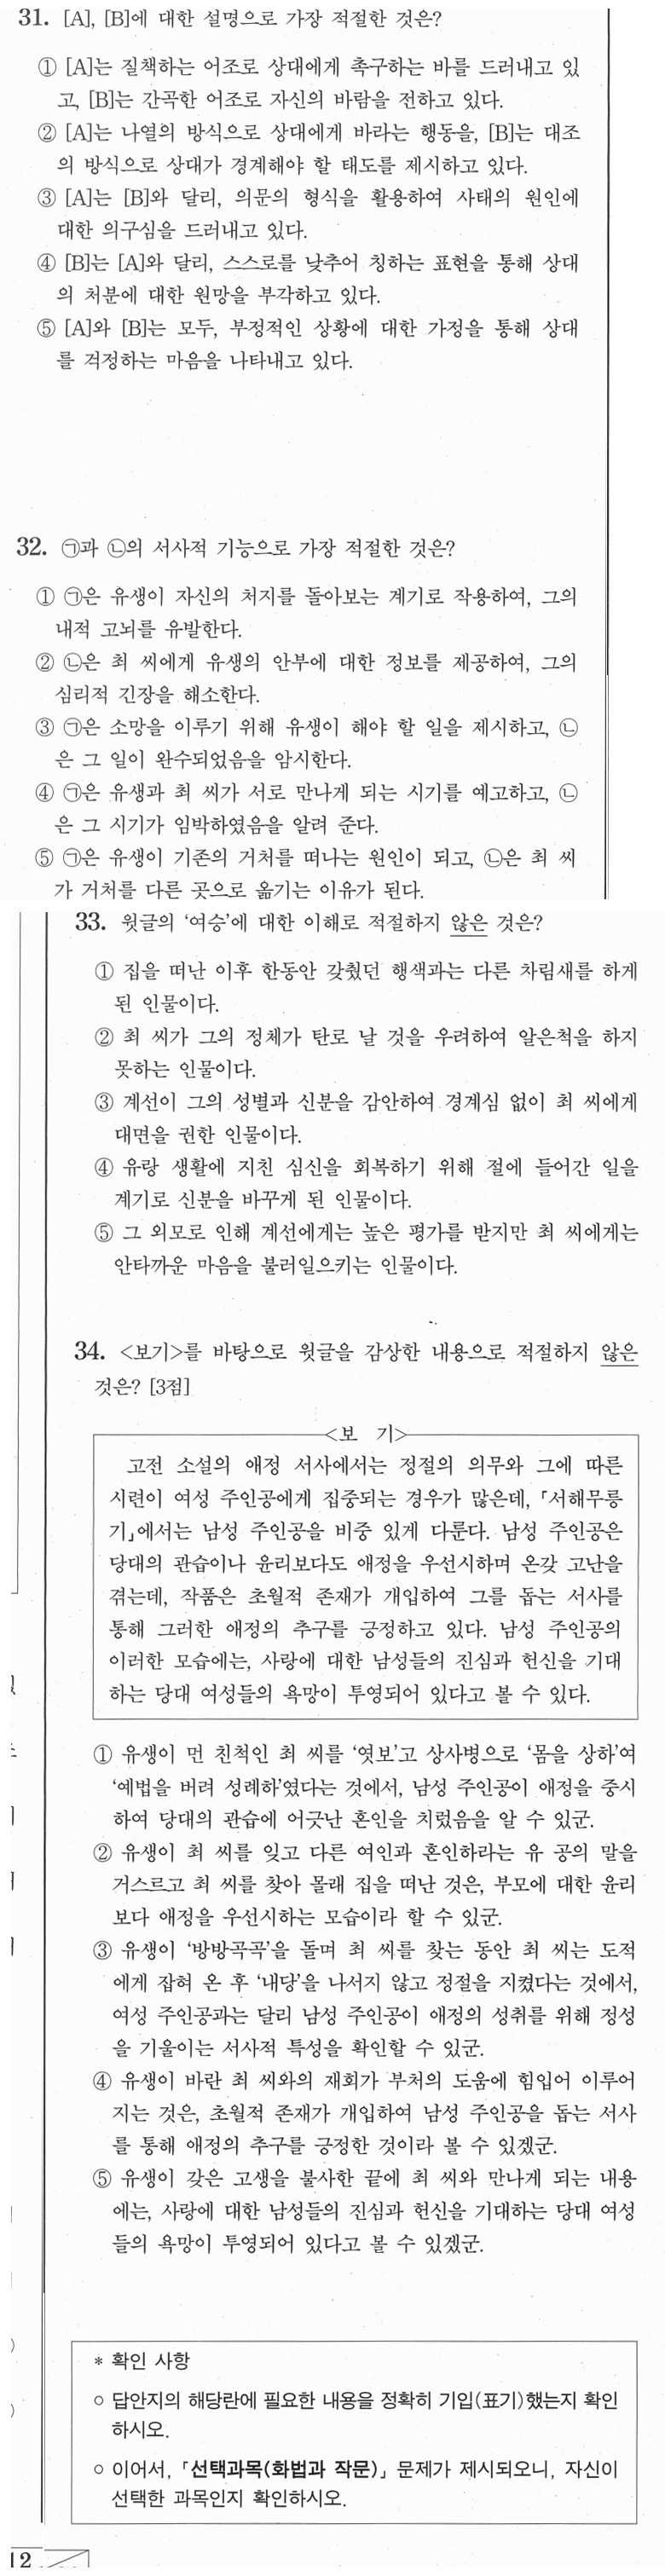 31. [A], [B]에 대한 설명으로 가장 적절한 것은?
① [A]는 질책하는 어조로 상대에게 촉구하는 바를 드러내고 있
고, [B]는 간곡한 어조로 자신의 바람을 전하고 있다.
② [A]는 나열의 방식으로 상대에게 바라는 행동을, [B]는 대조
의 방식으로 상대가 경계해야 할 태도를 제시하고 있다.
③ [A]는 [B]와 달리, 의문의 형식을 활용하여 사태의 원인에
대한 의구심을 드러내고 있다.
④ [B]는 [A]와 달리, 스스로를 낮추어 칭하는 표현을 통해 상대
의 처분에 대한 원망을 부각하고 있다.
⑤ [A]와 [B]는 모두, 부정적인 상황에 대한 가정을 통해 상대
를 걱정하는 마음을 나타내고 있다.
32. ㉠과 ㉡의 서사적 기능으로 가장 적절한 것은?
① ㉠은 유생이 자신의 처지를 돌아보는 계기로 작용하여, 그의
내적 고뇌를 유발한다.
② ㉡은 최 씨에게 유생의 안부에 대한 정보를 제공하여, 그의
심리적 긴장을 해소한다.
③ ㉠은 소망을 이루기 위해 유생이 해야 할 일을 제시하고, ㉡
은 그 일이 완수되었음을 암시한다.
④ ㉠은 유생과 최 씨가 서로 만나게 되는 시기를 예고하고, ㉡
은 그 시기가 임박하였음을 알려 준다.
⑤ ㉠은 유생이 기존의 거처를 떠나는 원인이 되고, ㉡은 최 씨
가 거처를 다른 곳으로 옮기는 이유가 된다.
33. 윗글의 ‘여승’에 대한 이해로 적절하지 않은 것은?
① 집을 떠난 이후 한동안 갖췄던 행색과는 다른 차림새를 하게
된 인물이다.
② 최 씨가 그의 정체가 탄로 날 것을 우려하여 알은척을 하지
못하는 인물이다.
③ 계선이 그의 성별과 신분을 감안하여 경계심 없이 최 씨에게
대면을 권한 인물이다.
④ 유랑 생활에 지친 심신을 회복하기 위해 절에 들어간 일을
계기로 신분을 바꾸게 된 인물이다.
⑤ 그 외모로 인해 계선에게는 높은 평가를 받지만 최 씨에게는
안타까운 마음을 불러일으키는 인물이다.
34. <보기>를 바탕으로 윗글을 감상한 내용으로 적절하지 않은
것은? [3점]
<보 기>
고전 소설의 애정 서사에서는 정절의 의무와 그에 따른
시련이 여성 주인공에게 집중되는 경우가 많은데, 「서해무릉
기」에서는 남성 주인공을 비중 있게 다룬다. 남성 주인공은
당대의 관습이나 윤리보다도 애정을 우선시하며 온갖 고난을
겪는데, 작품은 초월적 존재가 개입하여 그를 돕는 서사를
통해 그러한 애정의 추구를 긍정하고 있다. 남성 주인공의
이러한 모습에는, 사랑에 대한 남성들의 진심과 헌신을 기대
하는 당대 여성들의 욕망이 투영되어 있다고 볼 수 있다.
① 유생이 먼 친척인 최 씨를 ‘엿보’고 상사병으로 ‘몸을 상하’여
‘예법을 버려 성례하’였다는 것에서, 남성 주인공이 애정을 중시
하여 당대의 관습에 어긋난 혼인을 치렀음을 알 수 있군.
② 유생이 최 씨를 잊고 다른 여인과 혼인하라는 유 공의 말을
거스르고 최 씨를 찾아 몰래 집을 떠난 것은, 부모에 대한 윤리
보다 애정을 우선시하는 모습이라 할 수 있군.
③ 유생이 ‘방방곡곡’을 돌며 최 씨를 찾는 동안 최 씨는 도적
에게 잡혀 온 후 ‘내당’을 나서지 않고 정절을 지켰다는 것에서,
여성 주인공과는 달리 남성 주인공이 애정의 성취를 위해 정성
을 기울이는 서사적 특성을 확인할 수 있군.
④ 유생이 바란 최 씨와의 재회가 부처의 도움에 힘입어 이루어
지는 것은, 초월적 존재가 개입하여 남성 주인공을 돕는 서사
를 통해 애정의 추구를 긍정한 것이라 볼 수 있겠군.
⑤ 유생이 갖은 고생을 불사한 끝에 최 씨와 만나게 되는 내용
에는, 사랑에 대한 남성들의 진심과 헌신을 기대하는 당대 여성
들의 욕망이 투영되어 있다고 볼 수 있겠군.
* 확인 사항
○ 답안지의 해당란에 필요한 내용을 정확히 기입(표기)했는지 확인
하시오.
○ 이어서, 「선택과목(화법과 작문)」 문제가 제시되오니, 자신이
선택한 과목인지 확인하시오.
12